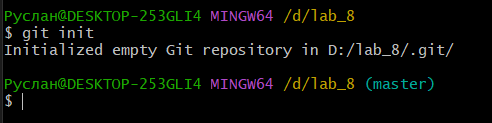 Руслан@DESKTOP-253GLI4 MINGW64 /d/lab_8
$ git init
Initialized empty Git repository in D:/lab_8/.git/
Руслан@DESKTOP-253GLI4 MINGW64 /d/lab_8 (master)
$